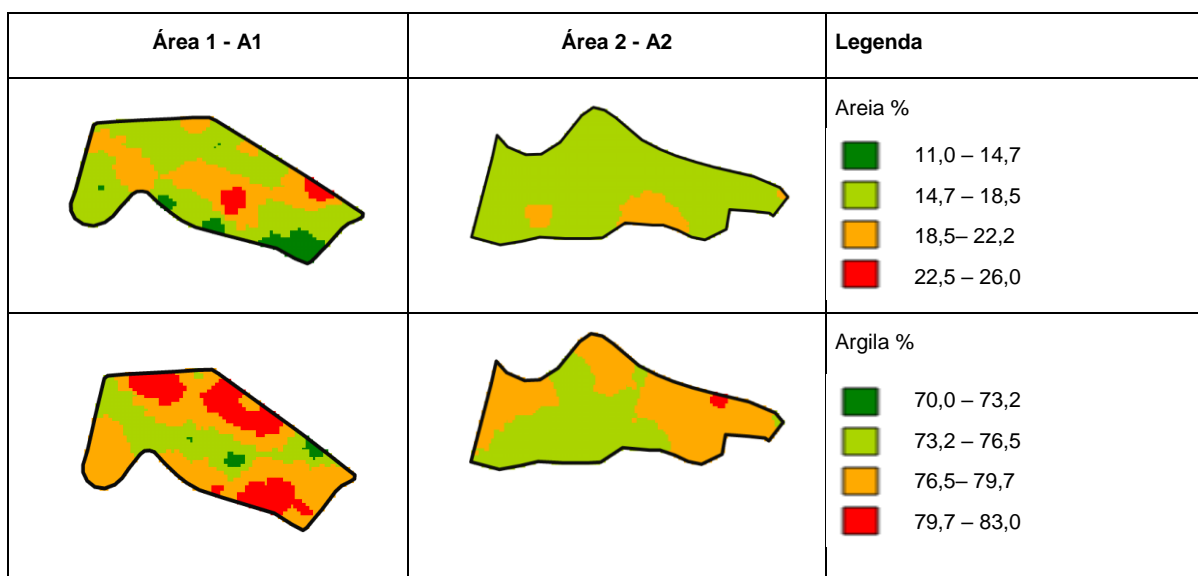 Área 1 - A1
Área 2 - A2
Legenda
Areia %
11,0 – 14,7
14,7 – 18,5
18,5– 22,2
22,5 – 26,0
Argila %
70,0 – 73,2
73,2 – 76,5
76,5– 79,7
79,7 – 83,0